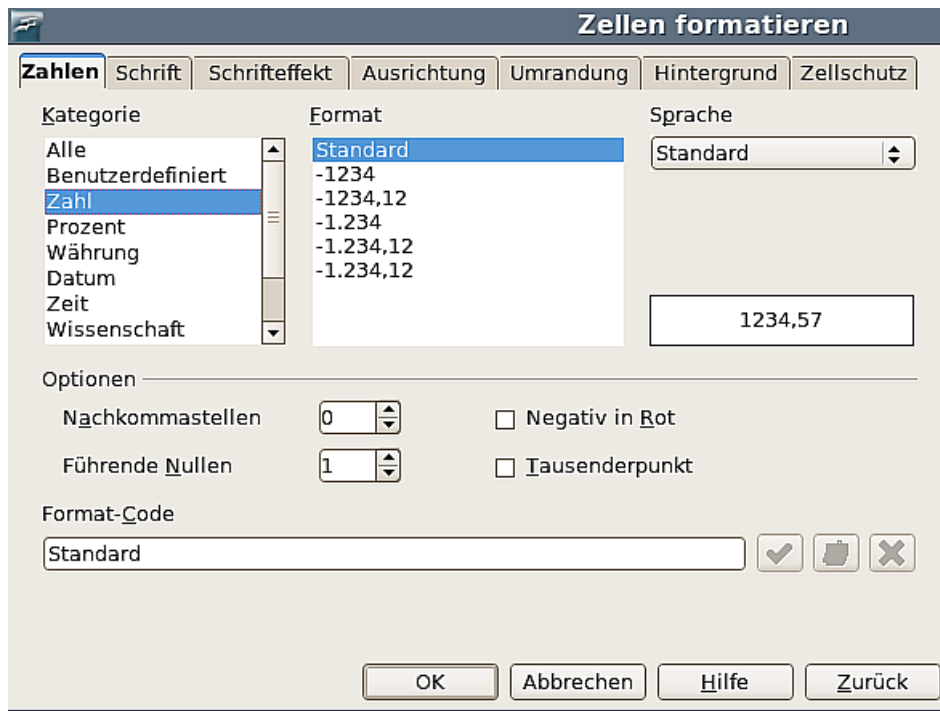 Zellen formatieren
Zahlen Schrift Schrifteffekt Ausrichtung Umrandung Hintergrund Zellschutz
Kategorie
Alle
Benutzerdefiniert
Zahl
Prozent
Währung
Datum
Zeit
Wissenschaft
Format
Standard
-1234
-1234,12
-1.234
-1.234,12
-1.234,12
Sprache
Standard
1234,57
Optionen
Nachkommastellen 0 Negativ in Rot
Führende Nullen 1 Tausenderpunkt
Format-Code
Standard
OK Abbrechen Hilfe Zurück